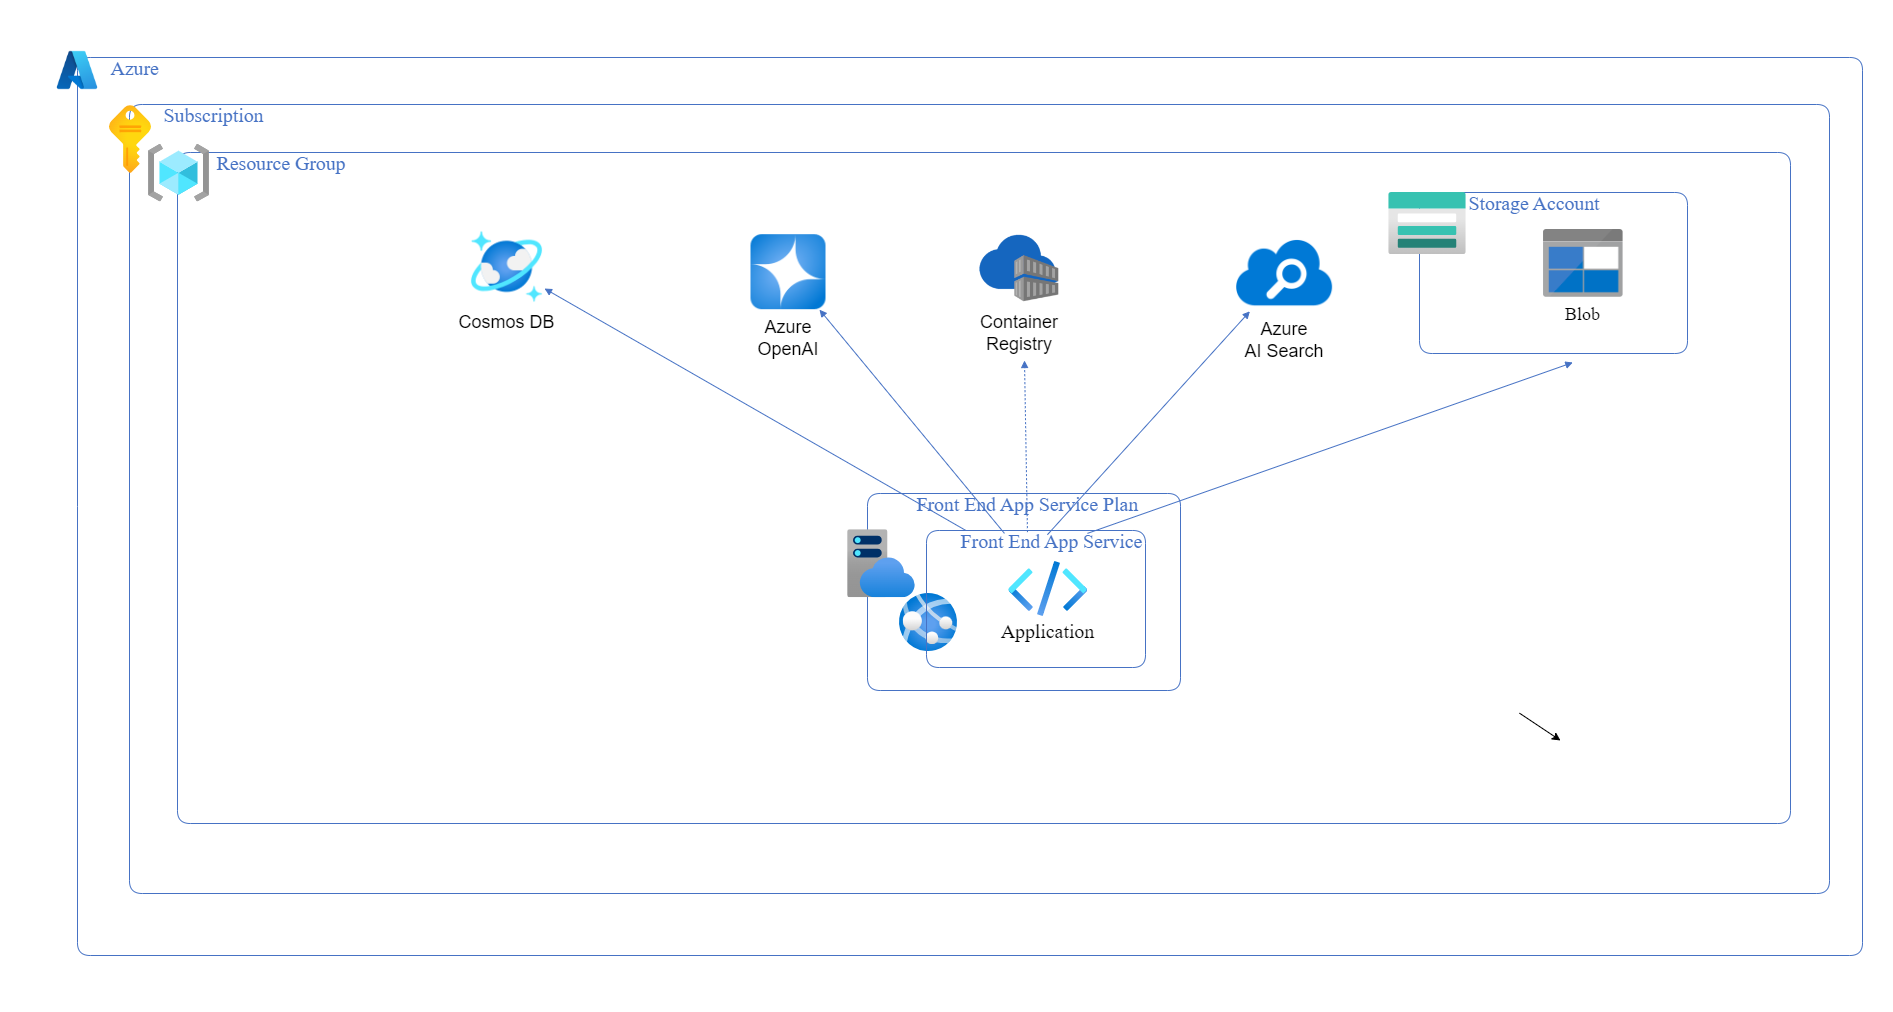 Azure
Subscription
Resource Group
Storage Account
Blob
Cosmos DB
Azure
OpenAI
Container
Registry
Azure
AI Search
Front End App Service Plan
Front End App Service
Application